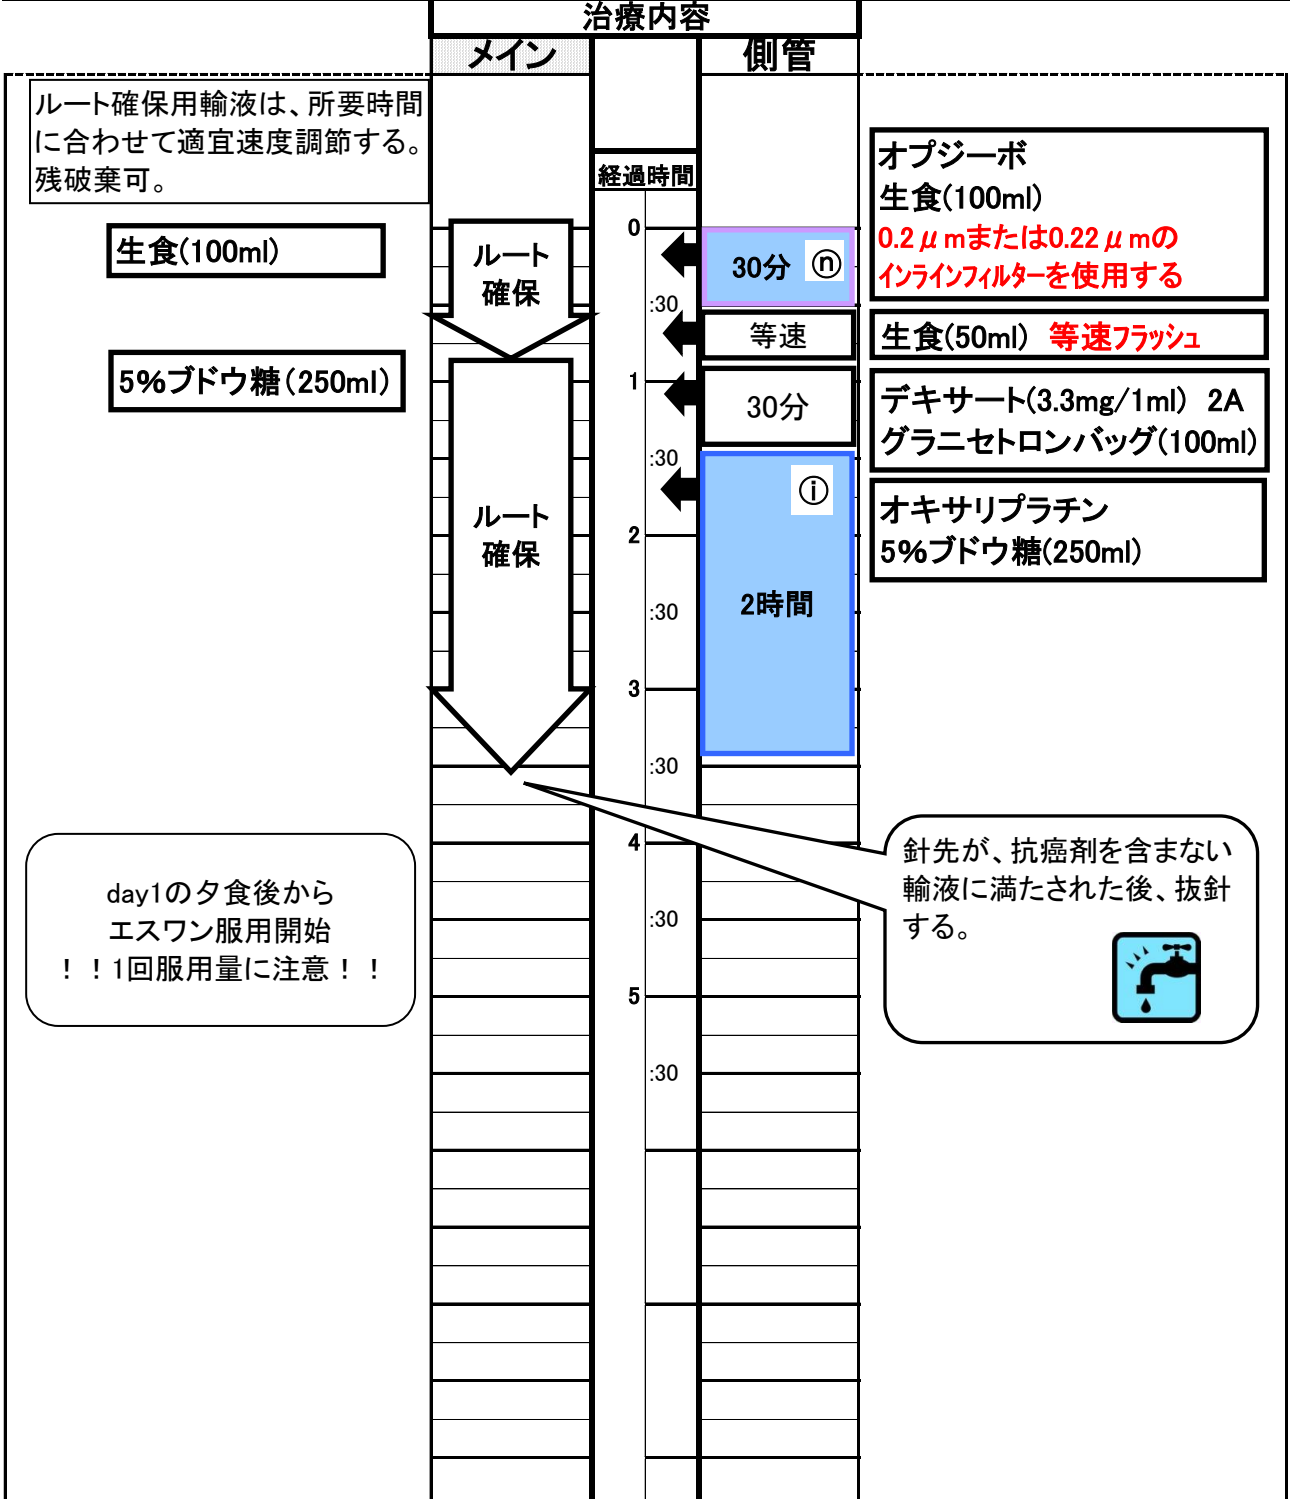 治療内容
メイン
側管
ルート確保用輸液は、所要時間
に合わせて適宜速度調節する。
残破棄可。
経過時間
オプジーボ
生食(100ml)
0.2μmまたは0.22μmの
インラインフィルターを使用する
生食(100ml)
ルート
確保
0
30分 ⓝ
:30
等速
生食(50ml) 等速フラッシュ
5%ブドウ糖(250ml)
1
30分
デキサート(3.3mg/1ml) 2A
グラニセトロンバッグ(100ml)
:30
ⓘ
オキサリプラチン
5%ブドウ糖(250ml)
ルート
確保
2
:30
2時間
3
:30
4
針先が、抗癌剤を含まない
輸液に満たされた後、抜針
する。
day1の夕食後から
エスワン服用開始
！！1回服用量に注意！！
:30
5
:30